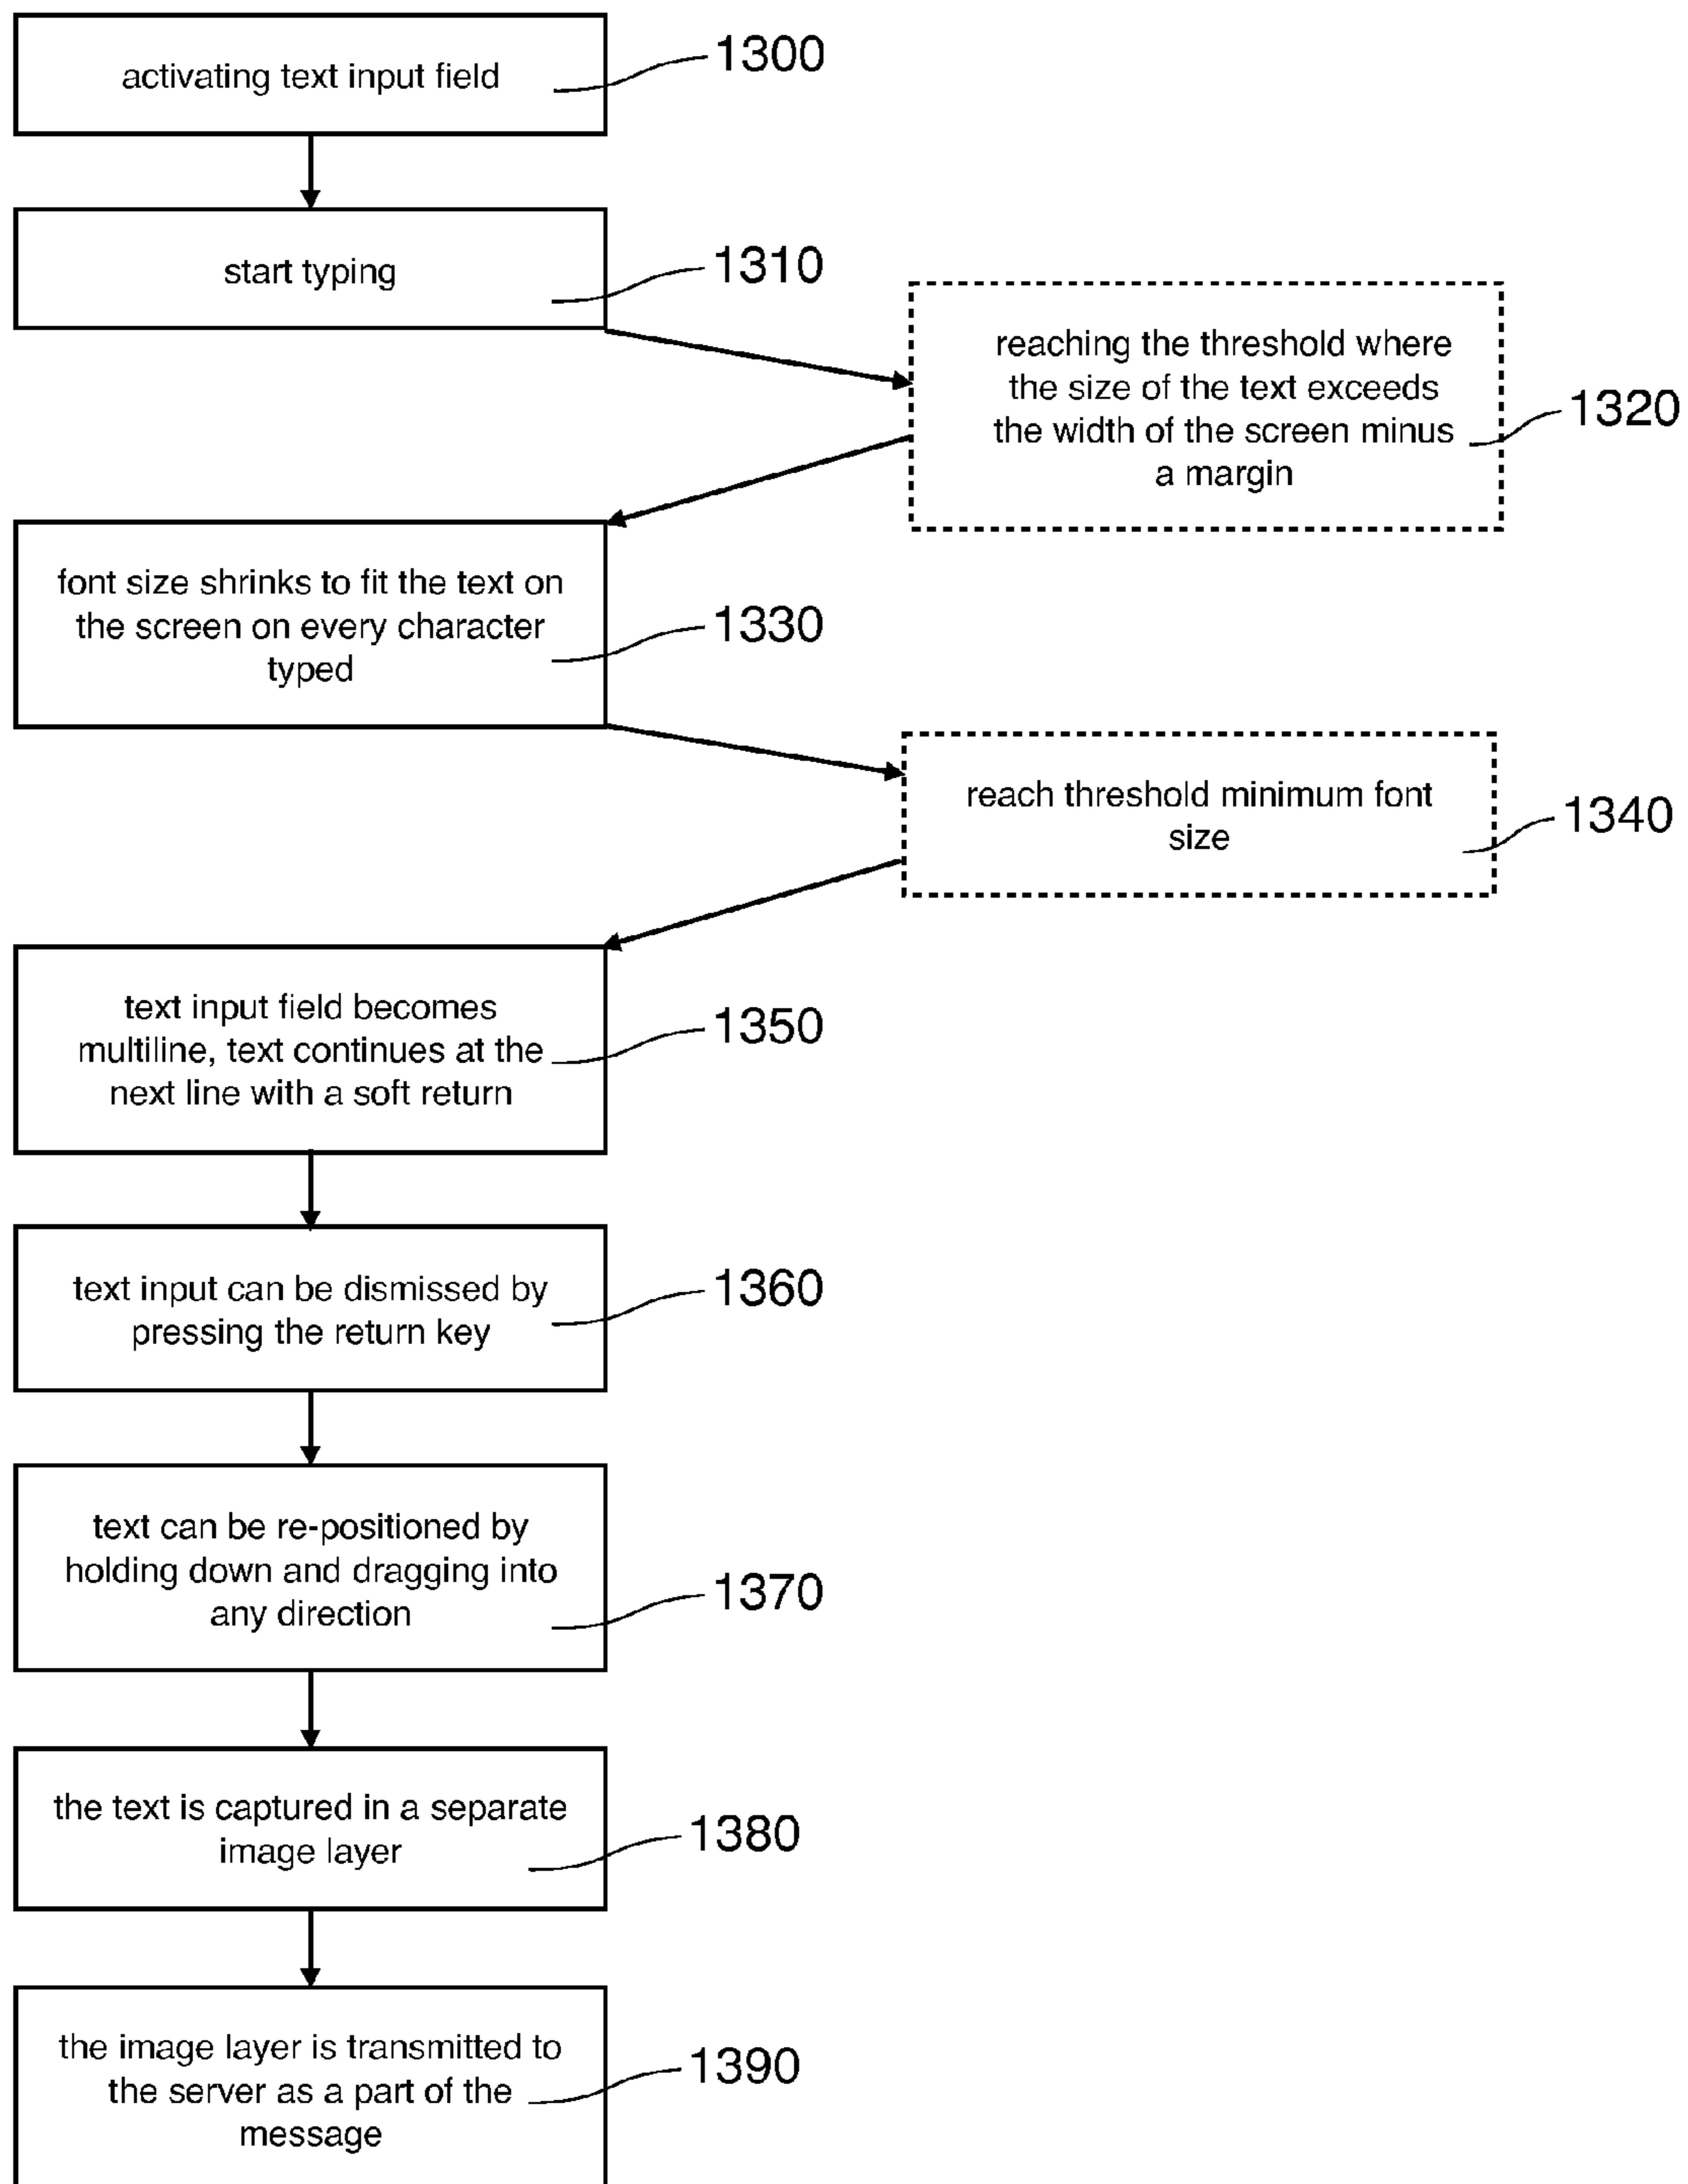 activating text input field
1300
start typing
1310
reaching the threshold where
the size of the text exceeds
the width of the screen minus
a margin
1320
font size shrinks to fit the text on
the screen on every character
typed
1330
reach threshold minimum font
size
1340
text input field becomes
multiline, text continues at the
next line with a soft return
1350
text input can be dismissed by
pressing the return key
1360
text can be re-positioned by
holding down and dragging into
any direction
1370
the text is captured in a separate
image layer
1380
the image layer is transmitted to
the server as a part of the
message
1390